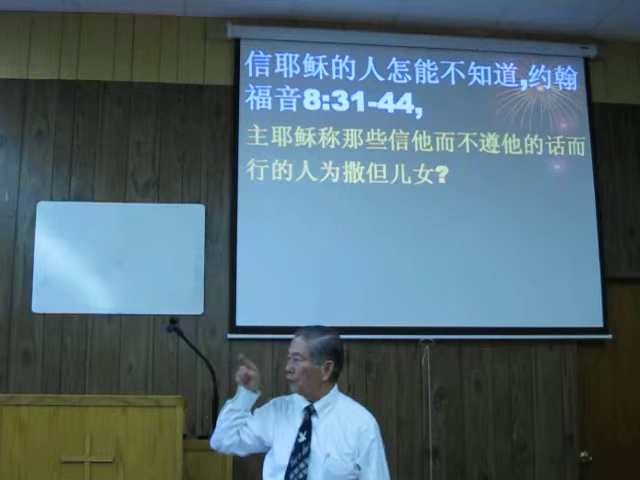 信耶稣的人怎能不知道,约翰
福音8:31-44,
主耶稣称那些信他而不遵他的话而
行的人为撒但儿女?